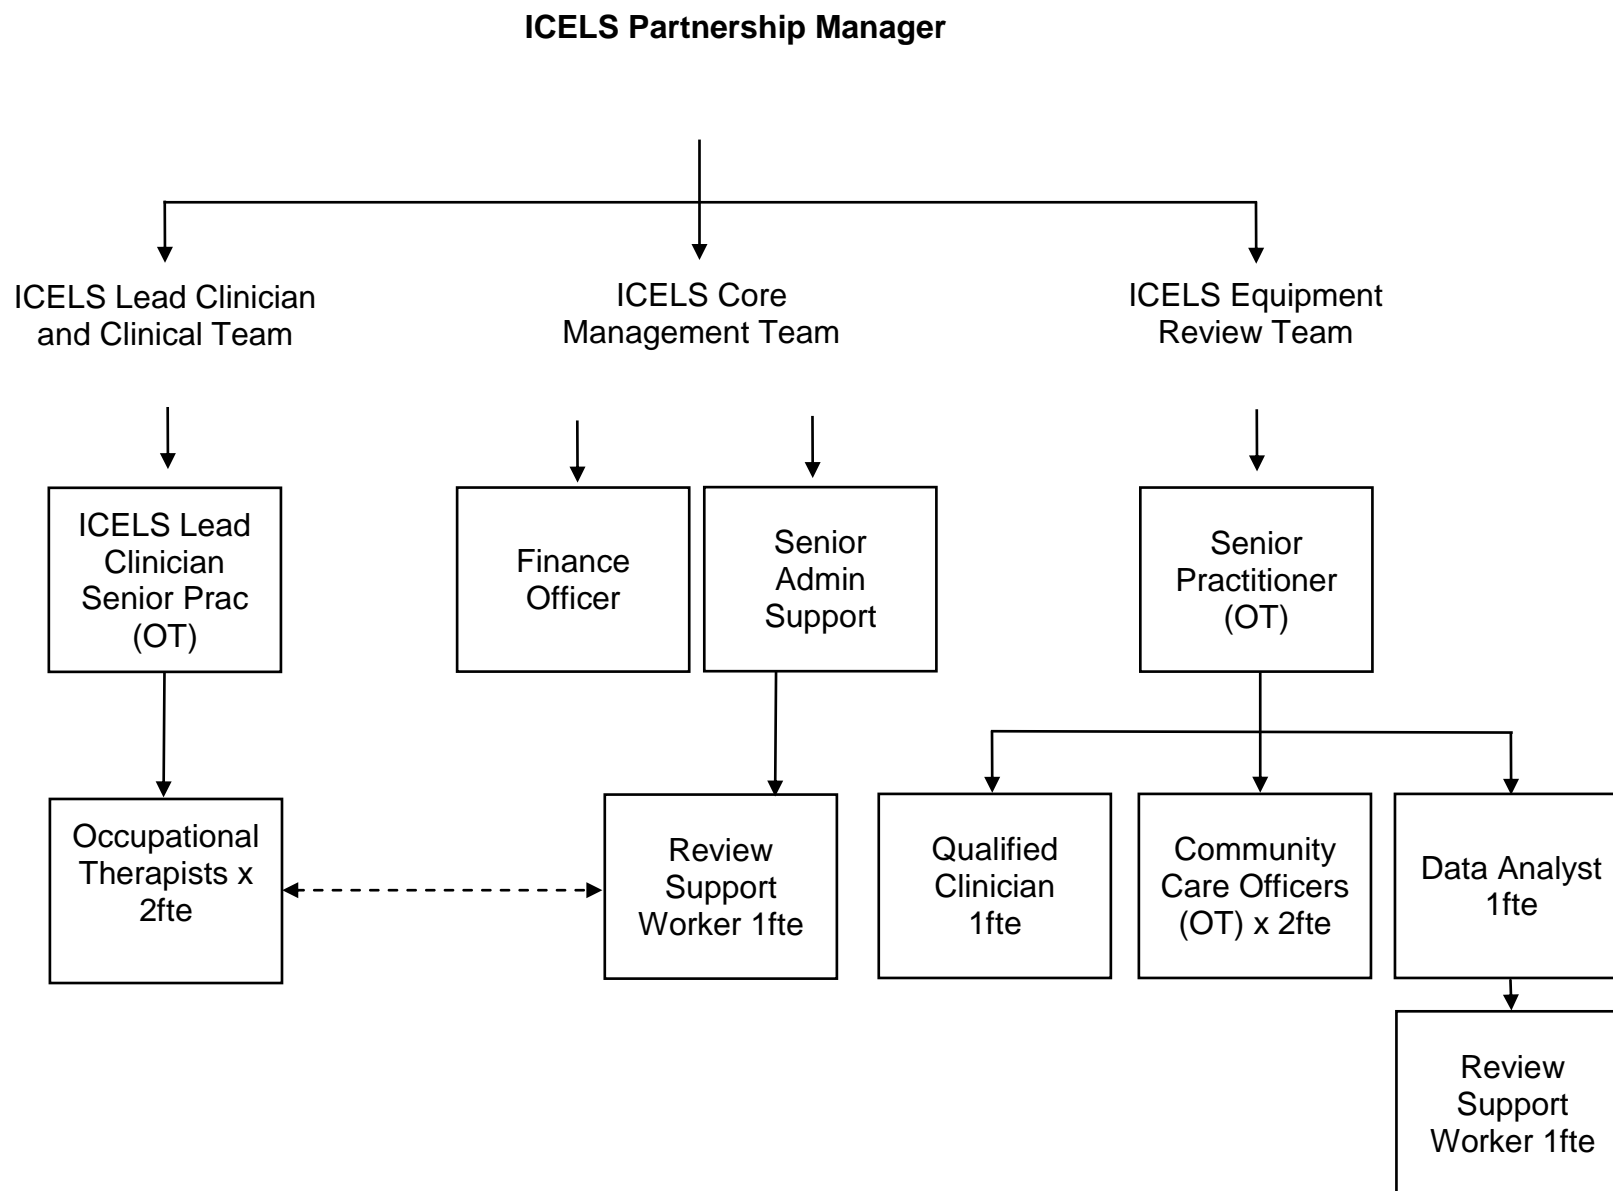 ICELS Partnership Manager
ICELS Lead Clinician
and Clinical Team
ICELS Core
Management Team
ICELS Equipment
Review Team
ICELS Lead
Clinician
Senior Prac
(OT)
Finance
Officer
Senior
Admin
Support
Senior
Practitioner
(OT)
Occupational
Therapists x
2fte
Review
Support
Worker 1fte
Qualified
Clinician
1fte
Community
Care Officers
(OT) x 2fte
Data Analyst
1fte
Review
Support
Worker 1fte